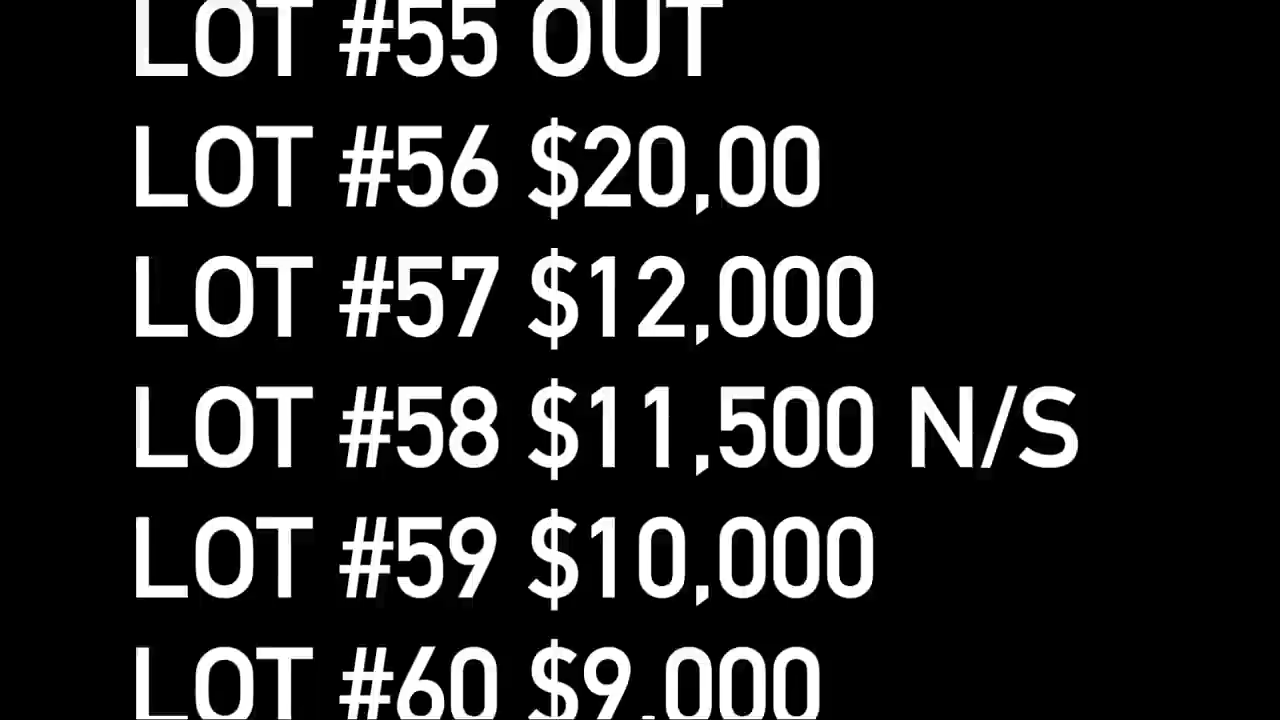 LOT #55 OUT
LOT #56 $20,00
LOT #57 $12,000
LOT #58 $11,500 N/S
LOT #59 $10,000
LOT #60 $9,000